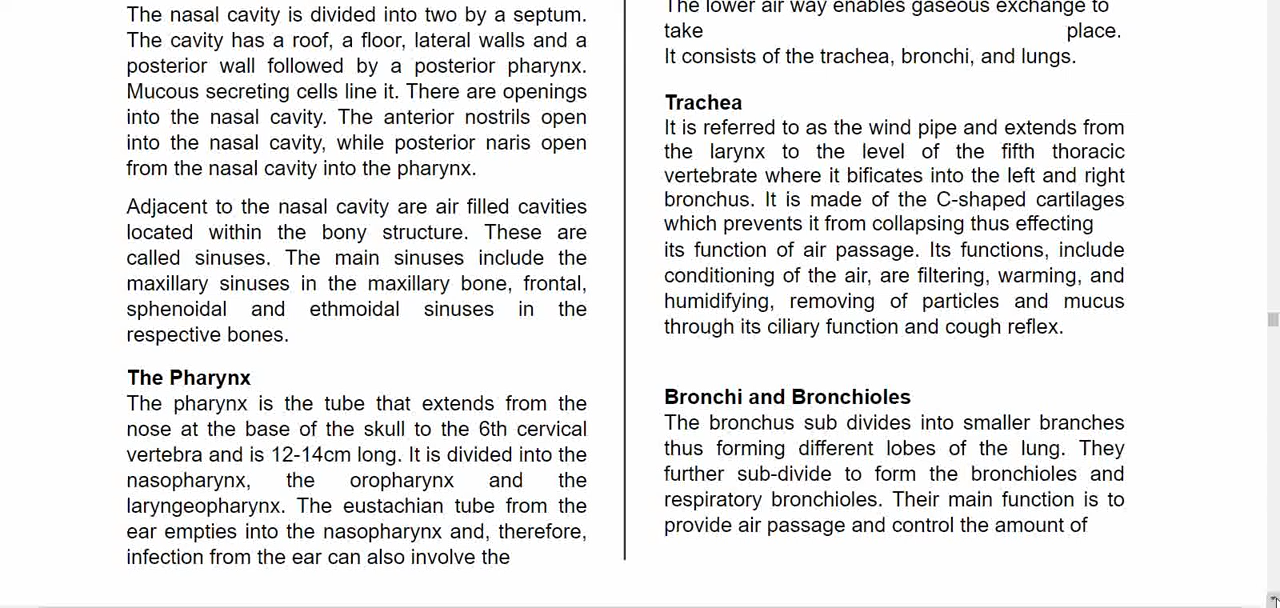 The nasal cavity is divided into two by a septum.
The cavity has a roof, a floor, lateral walls and a
posterior wall followed by a posterior pharynx.
Mucous secreting cells line it. There are openings
into the nasal cavity. The anterior nostrils open
into the nasal cavity, while posterior naris open
from the nasal cavity into the pharynx.
Adjacent to the nasal cavity are air filled cavities
located within the bony structure. These are
called sinuses. The main sinuses include the
maxillary sinuses in the maxillary bone, frontal,
sphenoidal and ethmoidal sinuses in the
respective bones.
The Pharynx
The pharynx is the tube that extends from the
nose at the base of the skull to the 6th cervical
vertebra and is 12-14cm long. It is divided into the
nasopharynx, the oropharynx and the
laryngeopharynx. The eustachian tube from the
ear empties into the nasopharynx and, therefore,
infection from the ear can also involve the
The lower air way enables gaseous exchange to
take place.
It consists of the trachea, bronchi, and lungs.
Trachea
It is referred to as the wind pipe and extends from
the larynx to the level of the fifth thoracic
vertebrate where it bificates into the left and right
bronchus. It is made of the C-shaped cartilages
which prevents it from collapsing thus effecting
its function of air passage. Its functions, include
conditioning of the air, are filtering, warming, and
humidifying, removing of particles and mucus
through its ciliary function and cough reflex.
Bronchi and Bronchioles
The bronchus sub divides into smaller branches
thus forming different lobes of the lung. They
further sub-divide to form the bronchioles and
respiratory bronchioles. Their main function is to
provide air passage and control the amount of